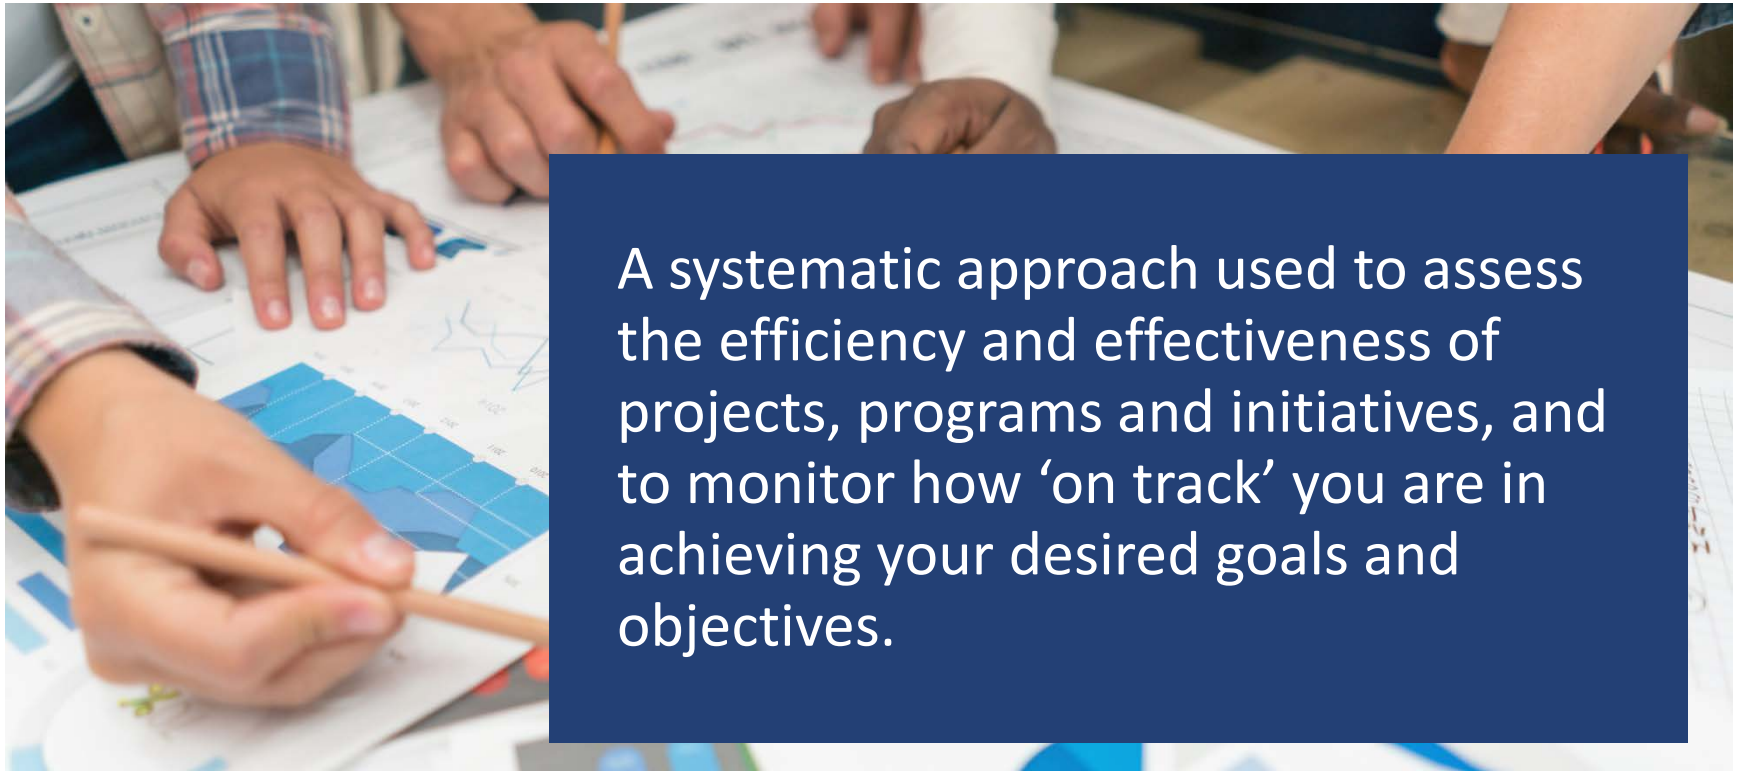 A systematic approach used to assess
the efficiency and effectiveness of
projects, programs and initiatives, and
to monitor how ‘on track’ you are in
achieving your desired goals and
objectives.